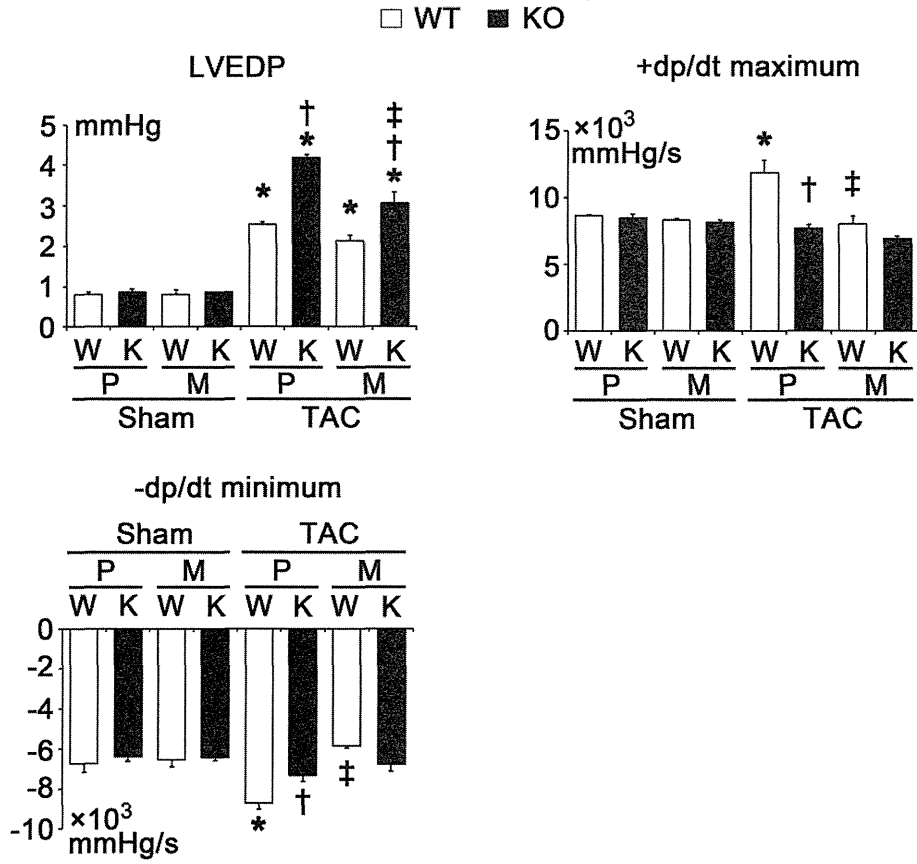 WT KO
LVEDP
mmHg
5
4
3
2
1
0
* † * * ‡ † *
W K W K W K W K
P M P M
Sham TAC
+dp/dt maximum
×10³
mmHg/s
15
10
5
0
* † ‡
W K W K W K W K
P M P M
Sham TAC
-dp/dt minimum
Sham TAC
P M P M
W K W K W K W K
0
-2
-4
-6
-8
-10
×10³
mmHg/s
* † ‡